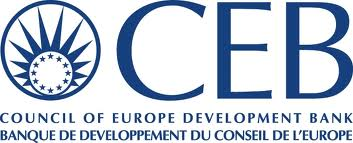 CEB
COUNCIL OF EUROPE DEVELOPMENT BANK
BANQUE DE DEVELOPPEMENT DU CONSEIL DE L'EUROPE